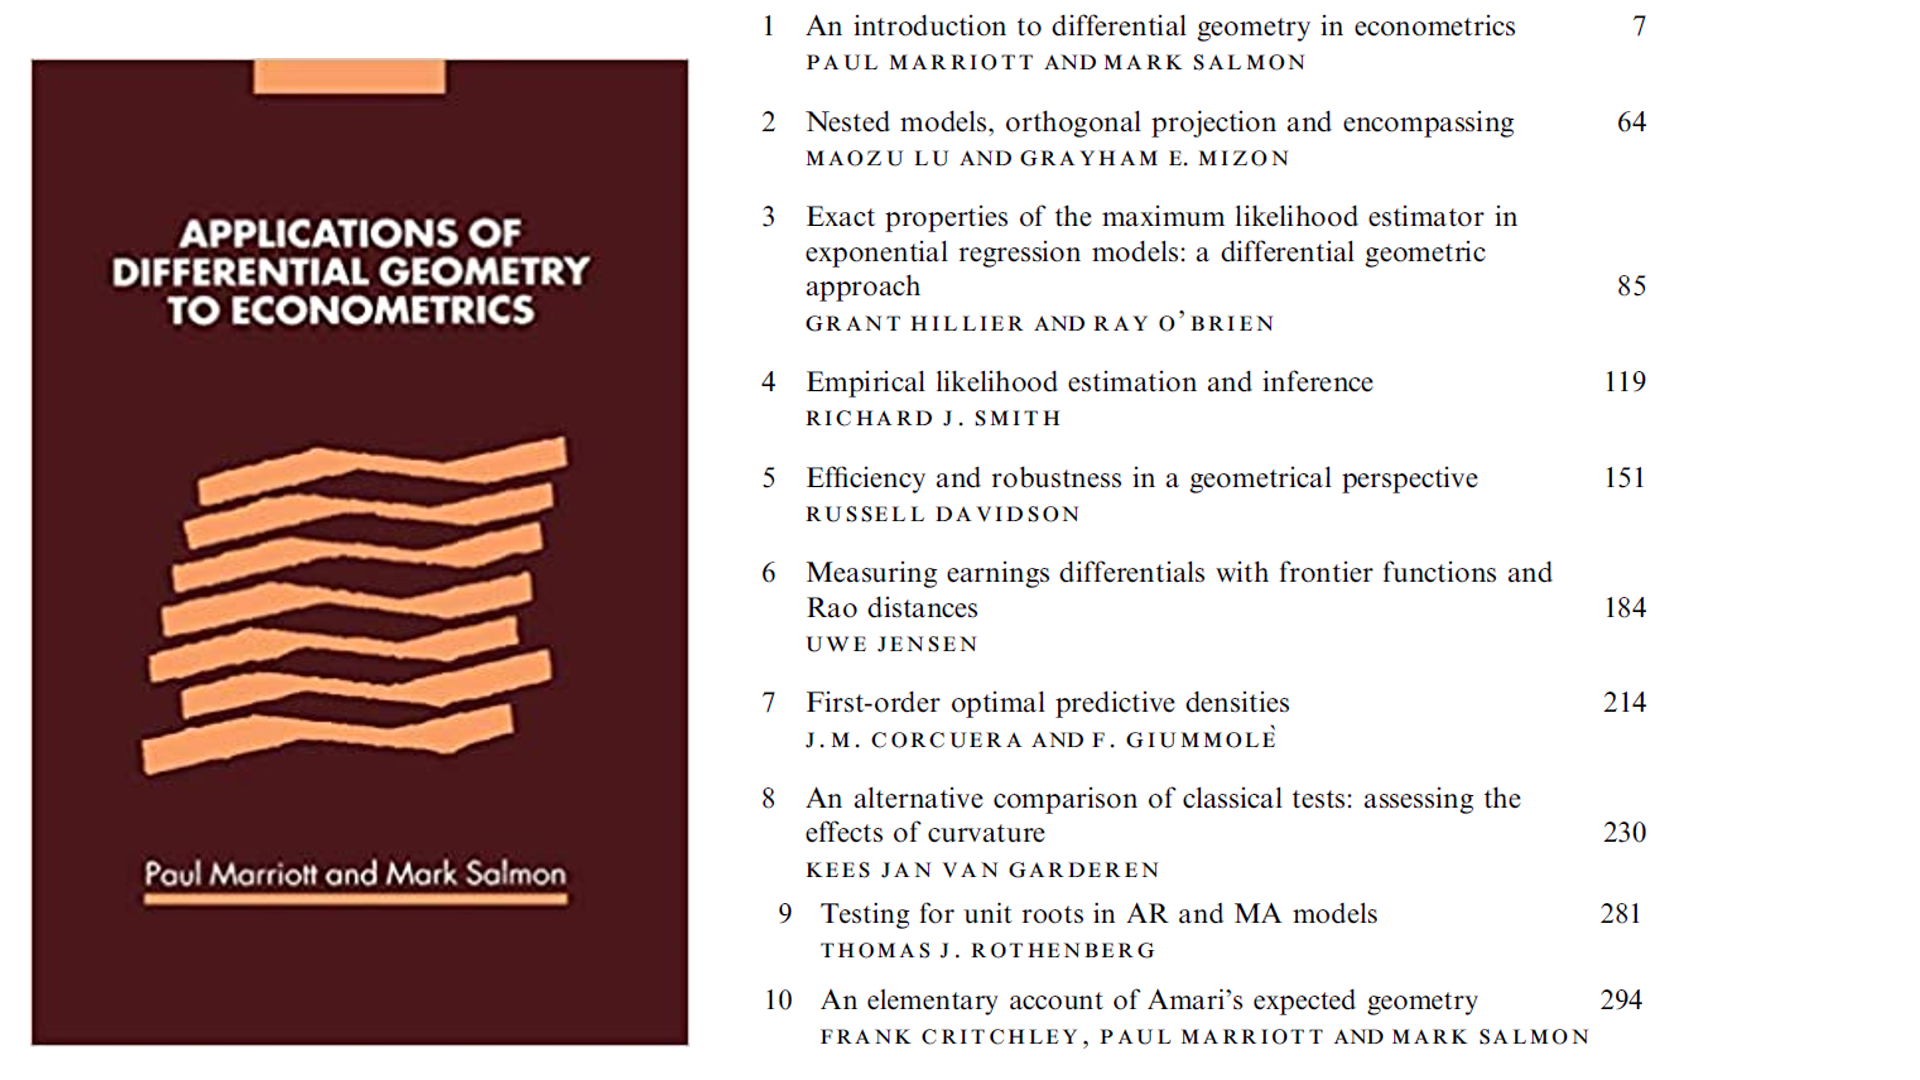 APPLICATIONS OF
DIFFERENTIAL GEOMETRY
TO ECONOMETRICS
Paul Marriott and Mark Salmon
1 An introduction to differential geometry in econometrics 7
PAUL MARRIOTT AND MARK SALMON
2 Nested models, orthogonal projection and encompassing 64
MAOZU LU AND GRAYHAM E. MIZON
3 Exact properties of the maximum likelihood estimator in
exponential regression models: a differential geometric
approach 85
GRANT HILLIER AND RAY O'BRIEN
4 Empirical likelihood estimation and inference 119
RICHARD J. SMITH
5 Efficiency and robustness in a geometrical perspective 151
RUSSELL DAVIDSON
6 Measuring earnings differentials with frontier functions and
Rao distances 184
UWE JENSEN
7 First-order optimal predictive densities 214
J.M. CORCUERA AND F. GIUMMOLÈ
8 An alternative comparison of classical tests: assessing the
effects of curvature 230
KEES JAN VAN GARDEREN
9 Testing for unit roots in AR and MA models 281
THOMAS J. ROTHENBERG
10 An elementary account of Amari's expected geometry 294
FRANK CRITCHLEY, PAUL MARRIOTT AND MARK SALMON